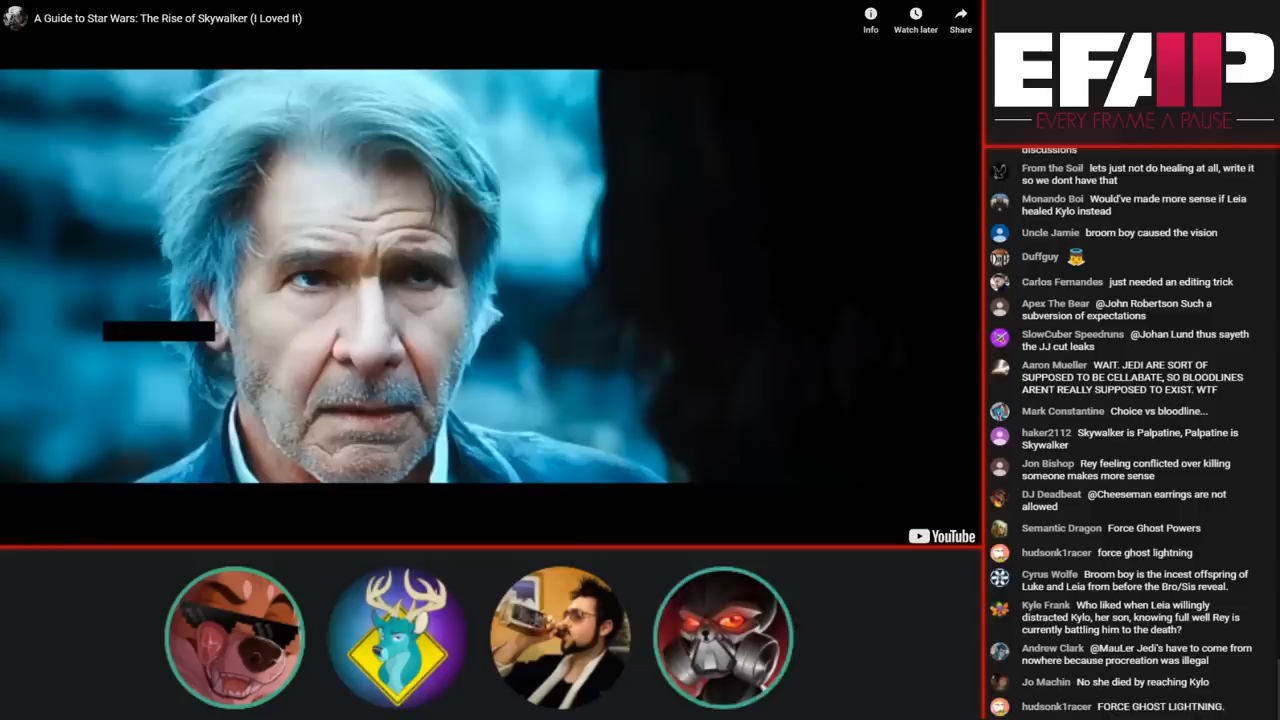 A Guide to Star Wars: The Rise of Skywalker (I Loved It)
Info
Watch later
Share
YouTube
EFAP
EVERY FRAME A PAUSE
discussions
From the Soil lets just not do healing at all, write it
so we dont have that
Monando Boi Would've made more sense if Leia
healed Kylo instead
Uncle Jamie broom boy caused the vision
Duffguy
Carlos Fernandes just needed an editing trick
Apex The Bear @John Robertson Such a
subversion of expectations
SlowCuber Speedruns @Johan Lund thus sayeth
the JJ cut leaks
Aaron Mueller WAIT. JEDI ARE SORT OF
SUPPOSED TO BE CELLABATE, SO BLOODLINES
ARENT REALLY SUPPOSED TO EXIST. WTF
Mark Constantine Choice vs bloodline...
haker2112 Skywalker is Palpatine, Palpatine is
Skywalker
Jon Bishop Rey feeling conflicted over killing
someone makes more sense
DJ Deadbeat @Cheeseman earrings are not
allowed
Semantic Dragon Force Ghost Powers
hudsonk1racer force ghost lightning
Cyrus Wolfe Broom boy is the incest offspring of
Luke and Leia from before the Bro/Sis reveal.
Kyle Frank Who liked when Leia willingly
distracted Kylo, her son, knowing full well Rey is
currently battling him to the death?
Andrew Clark @MauLer Jedi's have to come from
nowhere because procreation was illegal
Jo Machin No she died by reaching Kylo
hudsonk1racer FORCE GHOST LIGHTNING.